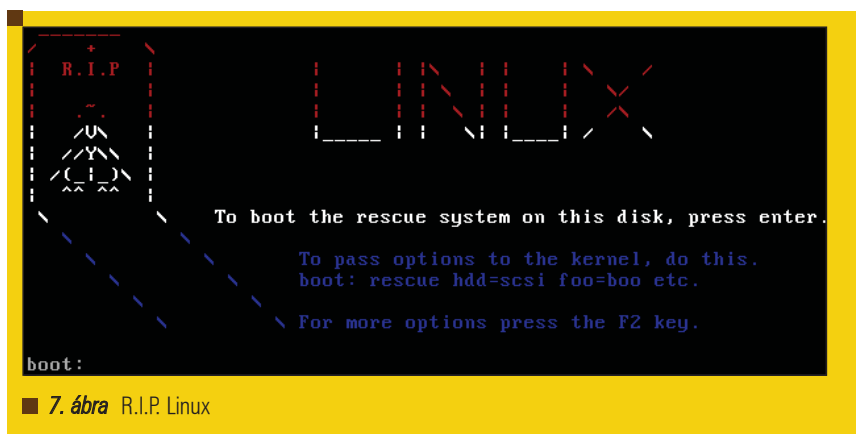 R.I.P
LINUX
To boot the rescue system on this disk, press enter.
To pass options to the kernel, do this.
boot: rescue hdd=scsi foo=boo etc.
For more options press the F2 key.
boot:
7. ábra R.I.P. Linux